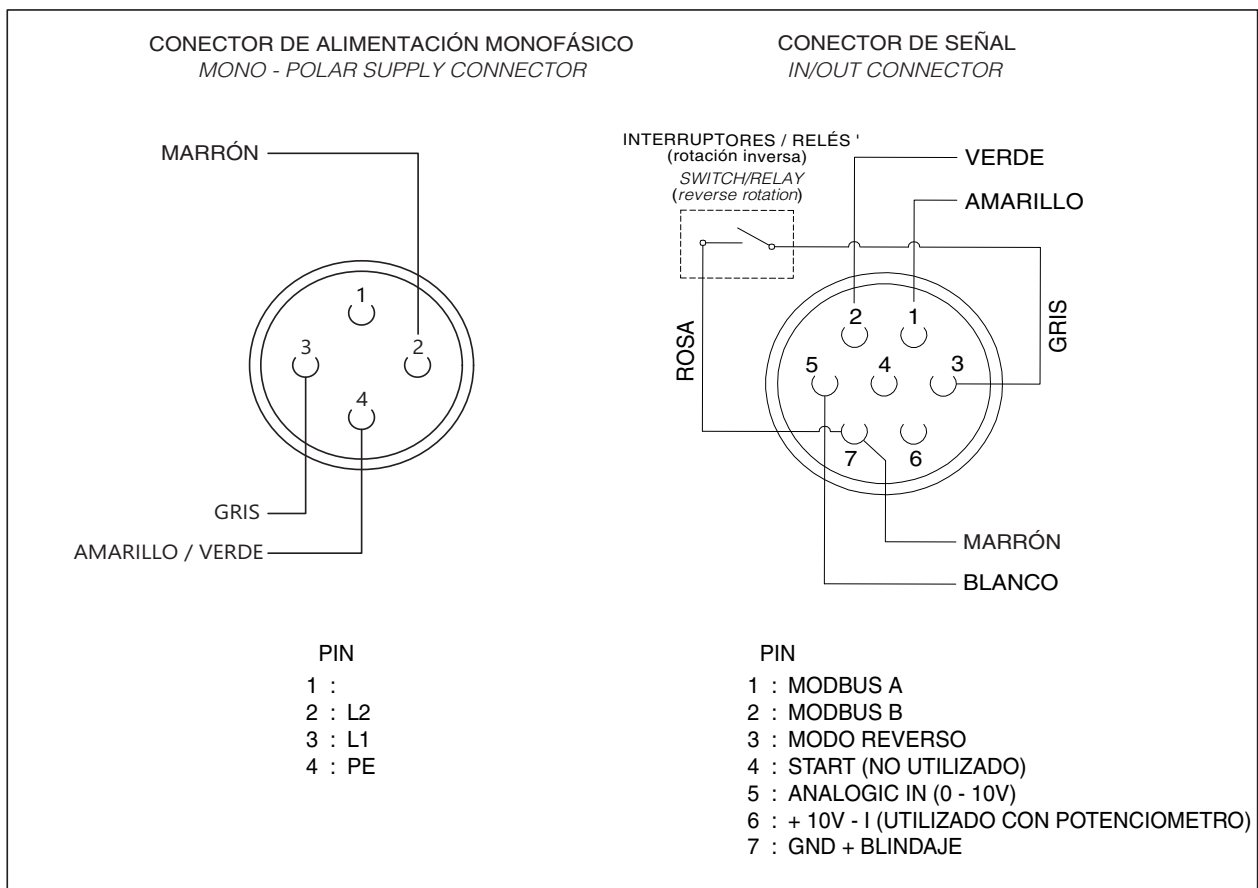 CONECTOR DE ALIMENTACIÓN MONOFÁSICO
MONO - POLAR SUPPLY CONNECTOR
MARRÓN
1
3
2
4
GRIS
AMARILLO / VERDE
PIN
1 :
2 : L2
3 : L1
4 : PE
CONECTOR DE SEÑAL
IN/OUT CONNECTOR
INTERRUPTORES / RELÉS '
(rotación inversa)
SWITCH/RELAY
(reverse rotation)
VERDE
AMARILLO
ROSA
GRIS
2
1
5
4
3
7
6
MARRÓN
BLANCO
PIN
1 : MODBUS A
2 : MODBUS B
3 : MODO REVERSO
4 : START (NO UTILIZADO)
5 : ANALOGIC IN (0 - 10V)
6 : + 10V - I (UTILIZADO CON POTENCIOMETRO)
7 : GND + BLINDAJE